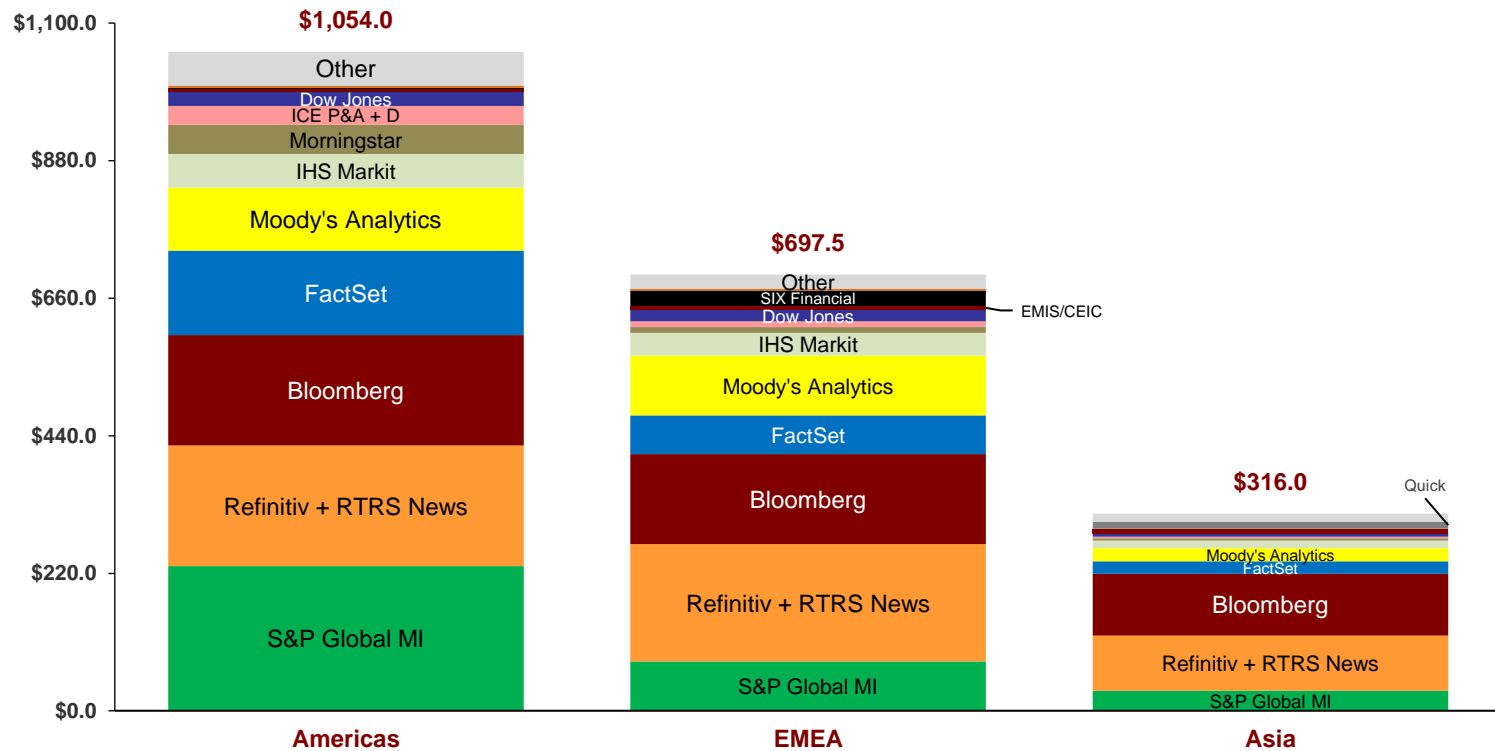 $1,100.0
$880.0
$660.0
$440.0
$220.0
$0.0
$1,054.0
Other
Dow Jones
ICE P&A + D
Morningstar
IHS Markit
Moody's Analytics
FactSet
Bloomberg
Refinitiv + RTRS News
S&P Global MI
Americas
$697.5
Other
SIX Financial
EMIS/CEIC
Dow Jones
IHS Markit
Moody's Analytics
FactSet
Bloomberg
Refinitiv + RTRS News
S&P Global MI
EMEA
$316.0
Quick
Moody's Analytics
FactSet
Bloomberg
Refinitiv + RTRS News
S&P Global MI
Asia